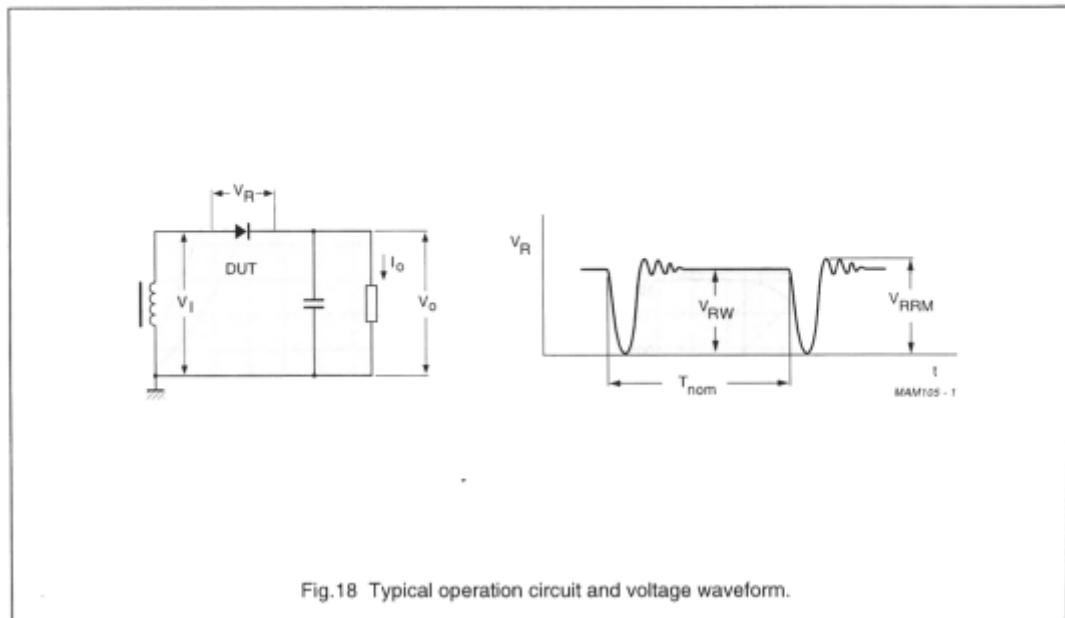 V_R
DUT
V_I
I_o
V_o
V_R
V_RW
V_RRM
T_nom
t
MAM105 - 1
Fig.18 Typical operation circuit and voltage waveform.